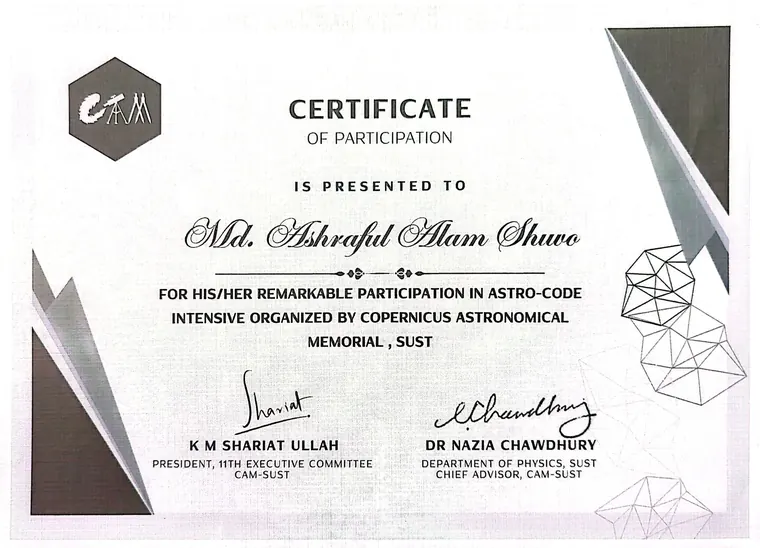 CAM
CERTIFICATE
OF PARTICIPATION
IS PRESENTED TO
Md. Ashraful Alam Shuvo
FOR HIS/HER REMARKABLE PARTICIPATION IN ASTRO-CODE
INTENSIVE ORGANIZED BY COPERNICUS ASTRONOMICAL
MEMORIAL , SUST
Shariat
K M SHARIAT ULLAH
PRESIDENT, 11TH EXECUTIVE COMMITTEE
CAM-SUST
NChawdhury
DR NAZIA CHAWDHURY
DEPARTMENT OF PHYSICS, SUST
CHIEF ADVISOR, CAM-SUST